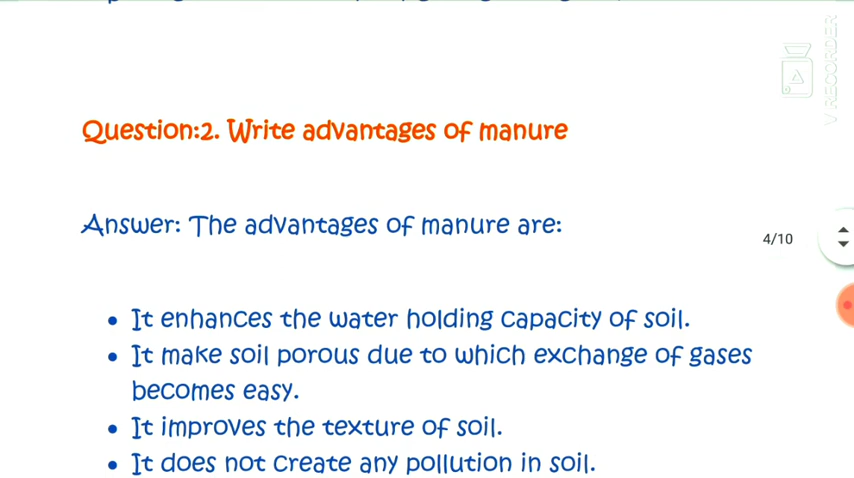 V RECORDER
Question:2. Write advantages of manure
Answer: The advantages of manure are:
4/10
• It enhances the water holding capacity of soil.
• It make soil porous due to which exchange of gases
becomes easy.
• It improves the texture of soil.
• It does not create any pollution in soil.